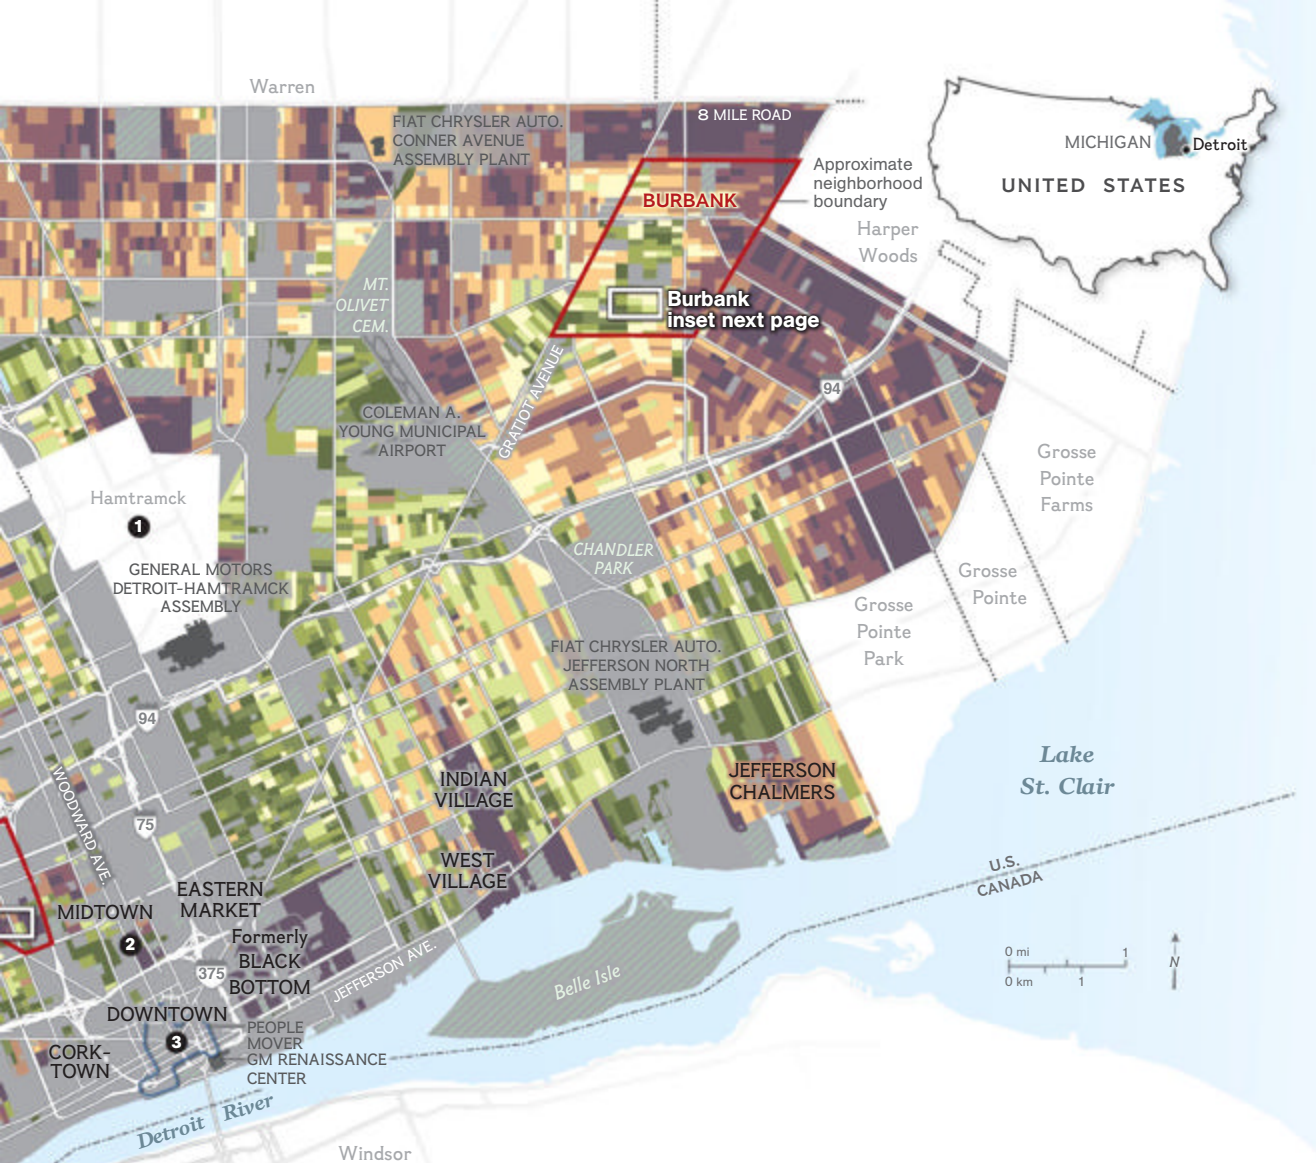 Warren
8 MILE ROAD
FIAT CHRYSLER AUTO.
CONNER AVENUE
ASSEMBLY PLANT
MICHIGAN
Detroit
UNITED STATES
Approximate
neighborhood
boundary
BURBANK
Harper
Woods
MT.
OLIVET
CEM.
Burbank
inset next page
GRATIOT AVENUE
94
COLEMAN A.
YOUNG MUNICIPAL
AIRPORT
Grosse
Pointe
Farms
Hamtramck
1
CHANDLER
PARK
GENERAL MOTORS
DETROIT-HAMTRAMCK
ASSEMBLY
Grosse
Pointe
Grosse
Pointe
Park
FIAT CHRYSLER AUTO.
JEFFERSON NORTH
ASSEMBLY PLANT
94
WOODWARD AVE.
75
INDIAN
VILLAGE
JEFFERSON
CHALMERS
Lake
St. Clair
WEST
VILLAGE
U.S.
CANADA
EASTERN
MARKET
MIDTOWN
2
Formerly
BLACK
BOTTOM
375
JEFFERSON AVE.
Belle Isle
0 mi 1
0 km 1
N
DOWNTOWN
3
PEOPLE
MOVER
GM RENAISSANCE
CENTER
CORK-
TOWN
Detroit River
Windsor